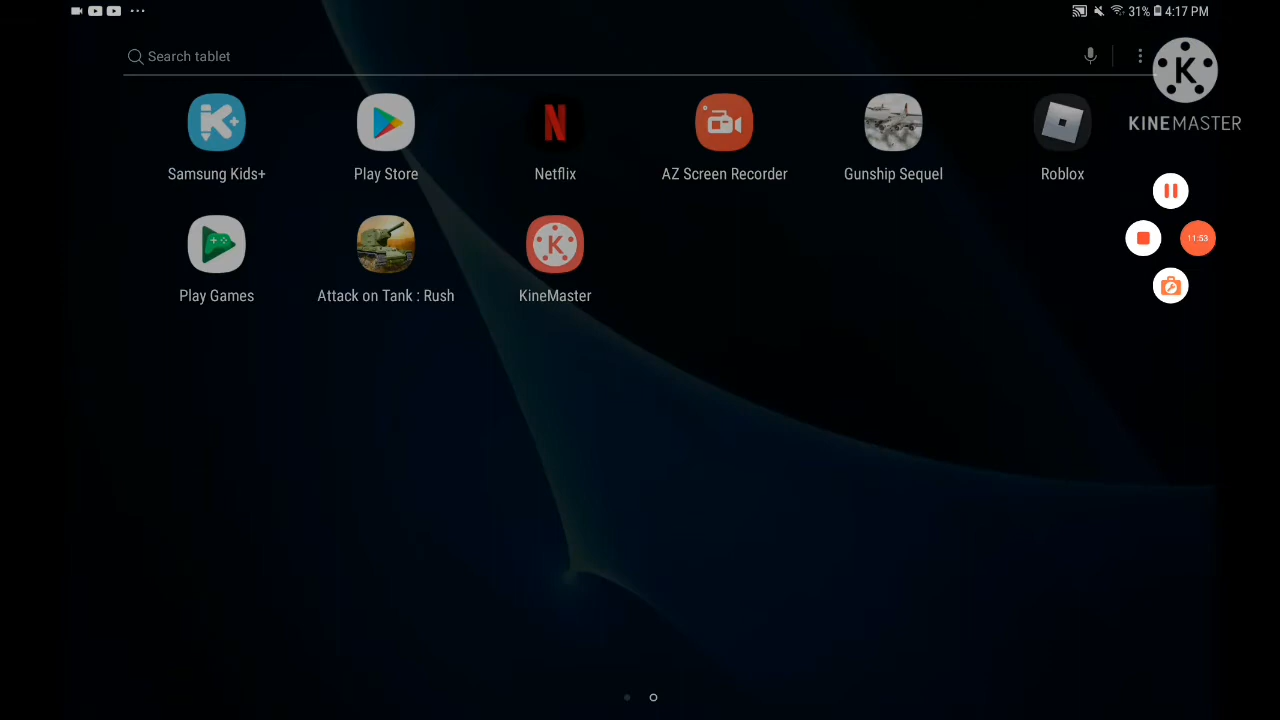 31% 4:17 PM
Search tablet
K
KINEMASTER
Samsung Kids+
Play Store
Netflix
AZ Screen Recorder
Gunship Sequel
Roblox
11:53
Play Games
Attack on Tank : Rush
KineMaster